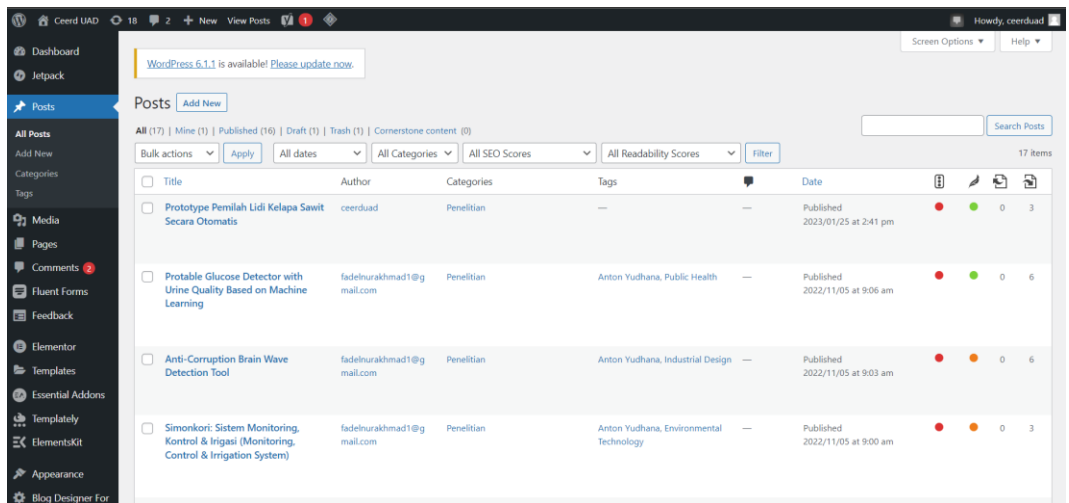 Ceerd UAD 18 2 + New View Posts 1 Howdy, ceerduad
Screen Options ▼ Help ▼
Dashboard
Jetpack
Posts
All Posts
Add New
Categories
Tags
Media
Pages
Comments 2
Fluent Forms
Feedback
Elementor
Templates
Essential Addons
Templately
ElementsKit
Appearance
Blog Designer For
WordPress 6.1.1 is available! Please update now.
Posts Add New
All (17) | Mine (1) | Published (16) | Draft (1) | Trash (1) | Cornerstone content (0)
Search Posts
Bulk actions Apply All dates All Categories All SEO Scores All Readability Scores Filter 17 items
Title Author Categories Tags Date
Prototype Pemilah Lidi Kelapa Sawit ceerduad Penelitian — — Published 0 3
Secara Otomatis 2023/01/25 at 2:41 pm
Protable Glucose Detector with fadelnurakhmad1@g Penelitian Anton Yudhana, Public Health — Published 0 6
Urine Quality Based on Machine mail.com 2022/11/05 at 9:06 am
Learning
Anti-Corruption Brain Wave fadelnurakhmad1@g Penelitian Anton Yudhana, Industrial Design — Published 0 6
Detection Tool mail.com 2022/11/05 at 9:03 am
Simonkori: Sistem Monitoring, fadelnurakhmad1@g Penelitian Anton Yudhana, Environmental — Published 0 3
Kontrol & Irigasi (Monitoring, mail.com Technology 2022/11/05 at 9:00 am
Control & Irrigation System)